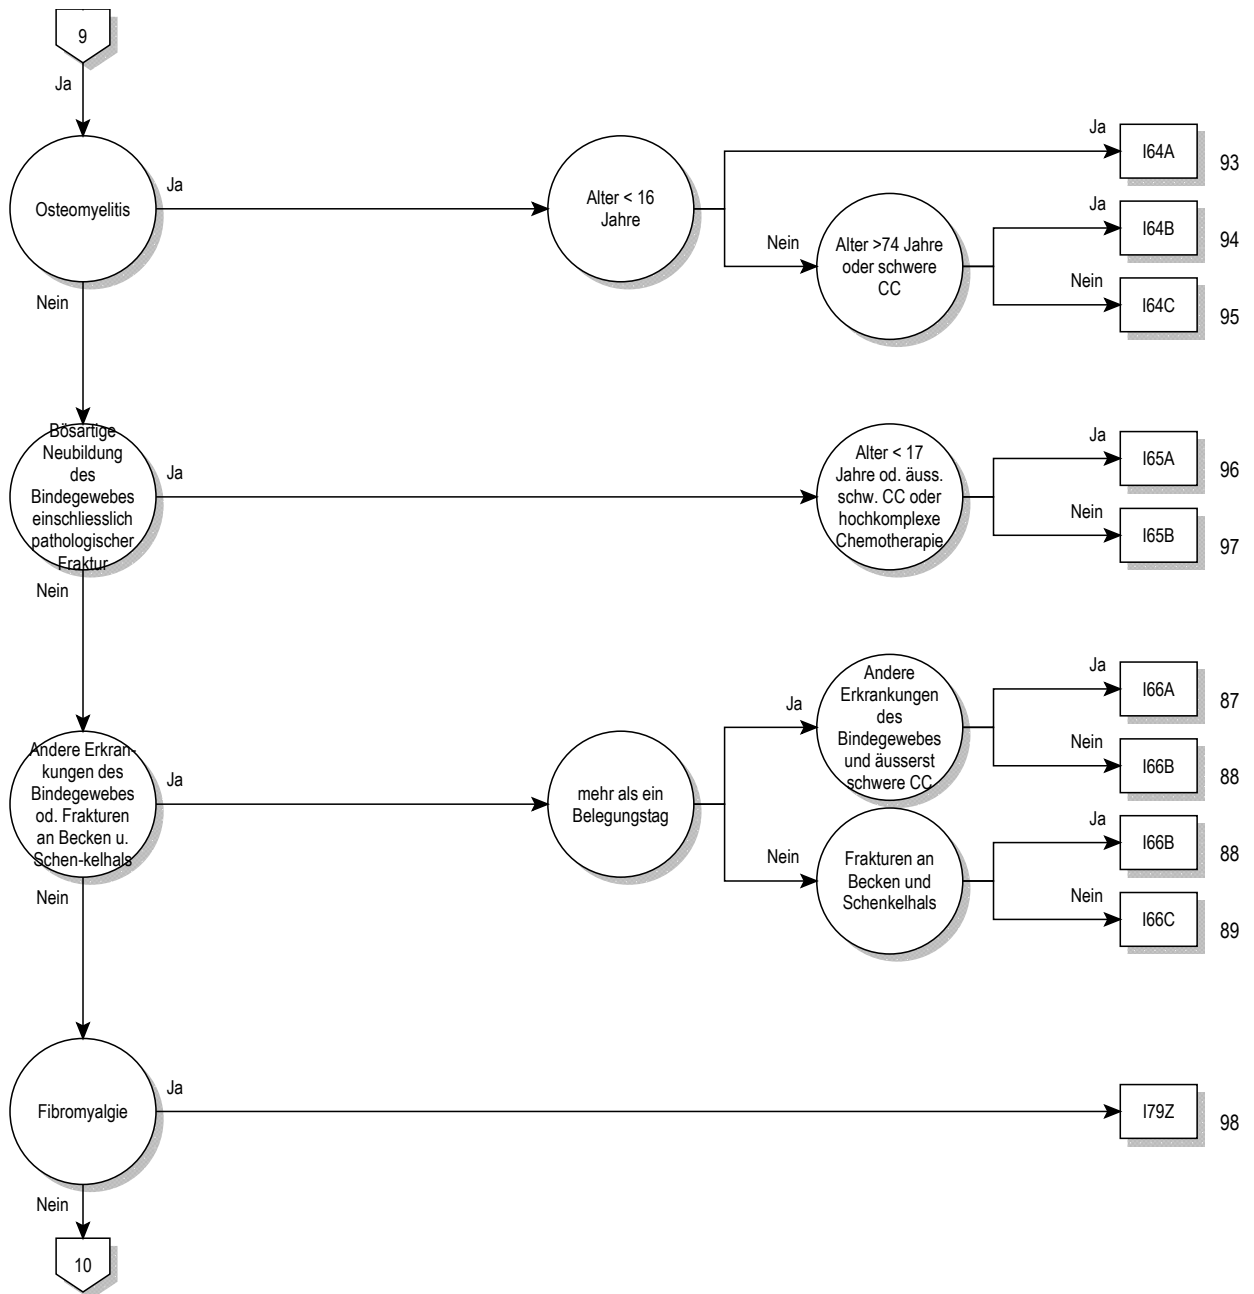 9
Ja
Osteomyelitis
Ja
Alter < 16
Jahre
Ja
I64A
93
Nein
Alter >74 Jahre
oder schwere
CC
Ja
I64B
94
Nein
I64C
95
Nein
Bösartige
Neubildung
des
Bindegewebes
einschliesslich
pathologischer
Fraktur
Ja
Alter < 17
Jahre od. äuss.
schw. CC oder
hochkomplexe
Chemotherapie
Ja
I65A
96
Nein
I65B
97
Nein
Andere Erkran-
kungen des
Bindegewebes
od. Frakturen
an Becken u.
Schen-kelhals
Ja
mehr als ein
Belegungstag
Ja
Andere
Erkrankungen
des
Bindegewebes
und äusserst
schwere CC
Ja
I66A
87
Nein
I66B
88
Nein
Frakturen an
Becken und
Schenkelhals
Ja
I66B
88
Nein
I66C
89
Nein
Fibromyalgie
Ja
I79Z
98
Nein
10